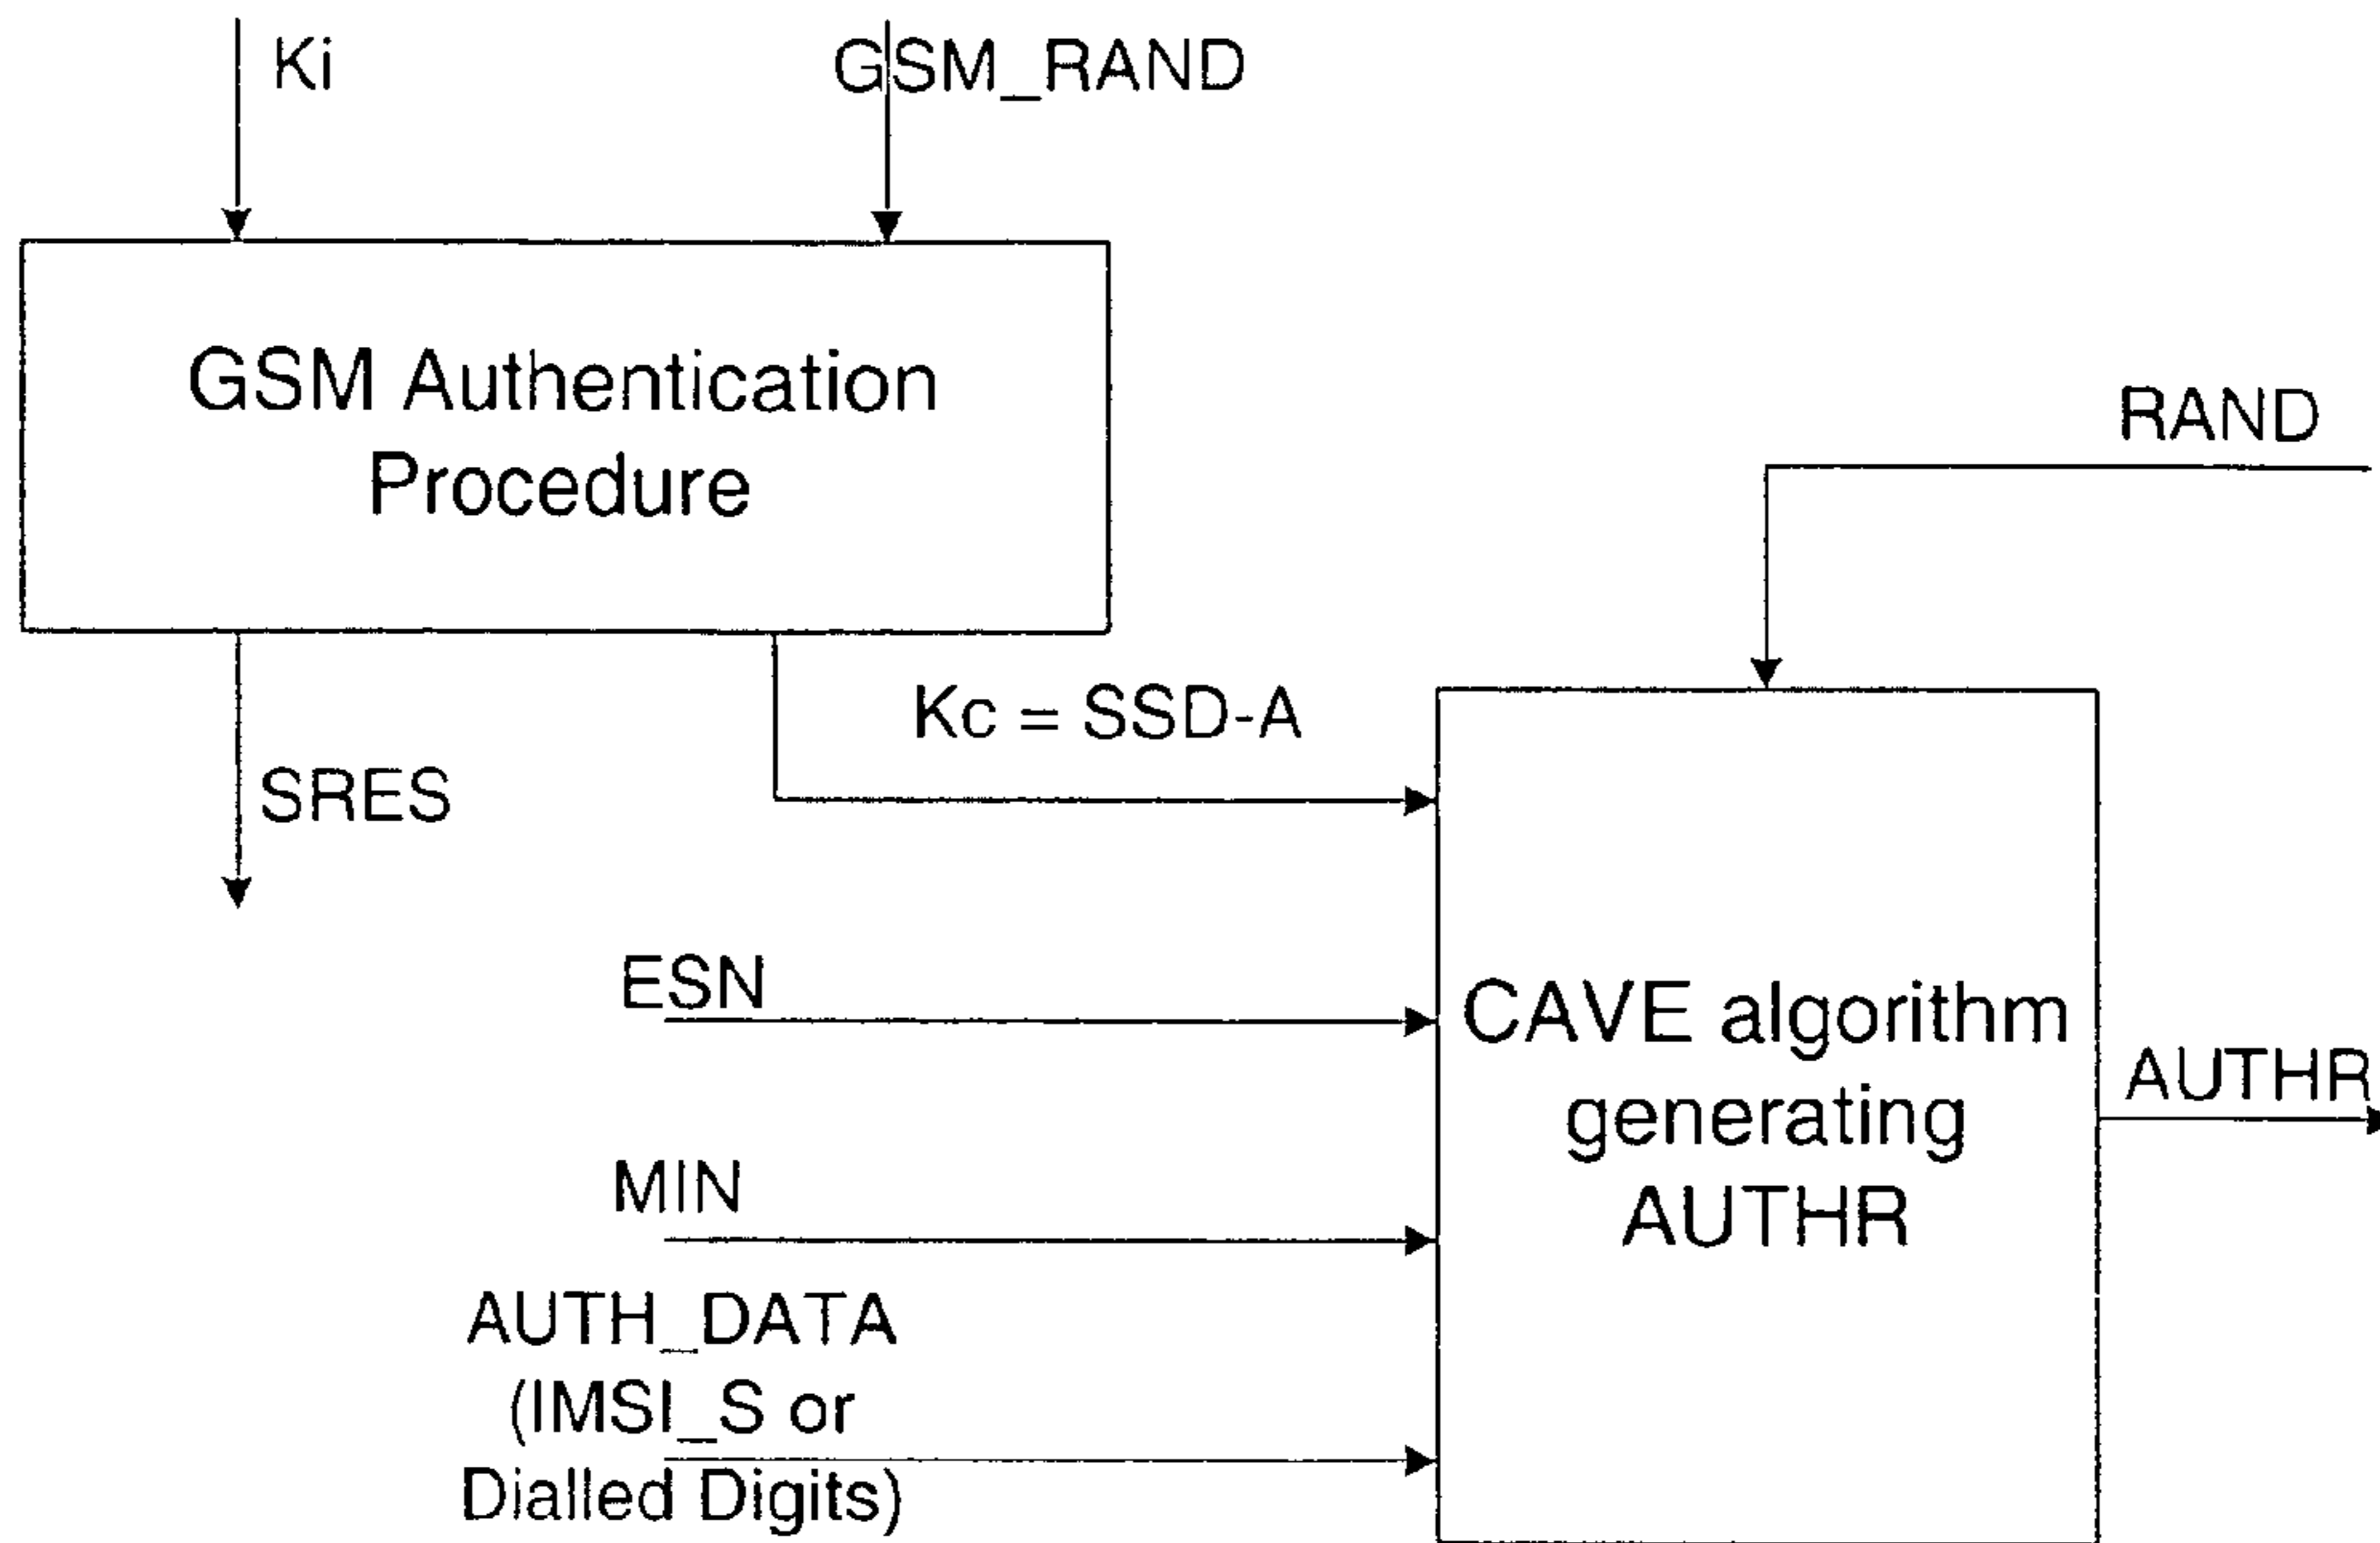 Ki
GSM_RAND
GSM Authentication
Procedure
RAND
Kc = SSD-A
SRES
ESN
CAVE algorithm
generating
AUTHR
AUTHR
MIN
AUTH_DATA
(IMSI_S or
Dialled Digits)